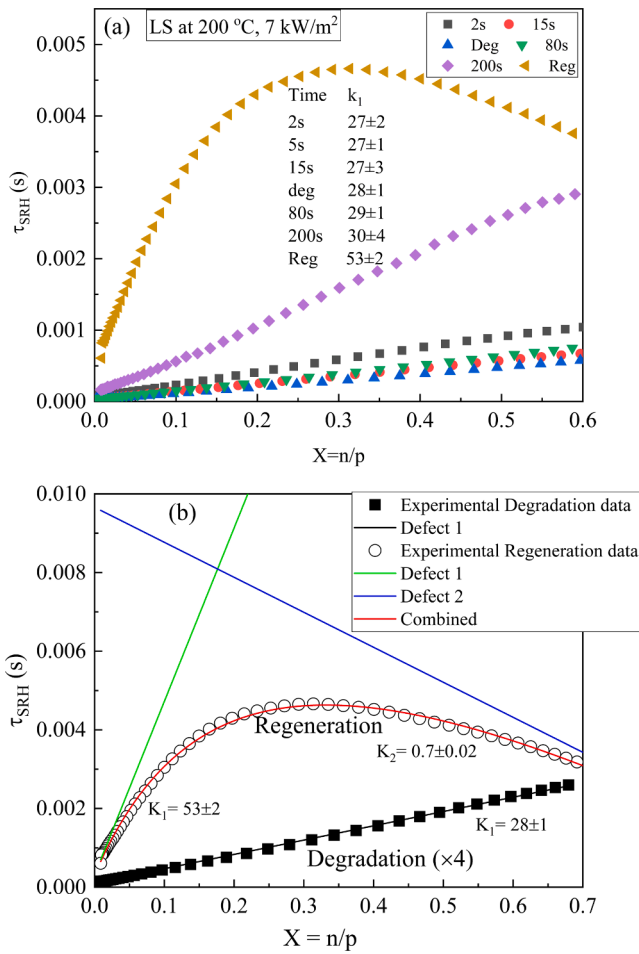 (a)
LS at 200 °C, 7 kW/m²
2s 15s
Deg 80s
200s Reg
Time k₁
2s 27±2
5s 27±1
15s 27±3
deg 28±1
80s 29±1
200s 30±4
Reg 53±2
0.005
0.004
0.003
0.002
0.001
0.000
τSRH (s)
0.0 0.1 0.2 0.3 0.4 0.5 0.6
X=n/p
(b)
Experimental Degradation data
Defect 1
Experimental Regeneration data
Defect 1
Defect 2
Combined
0.010
0.008
0.006
0.004
0.002
0.000
τSRH (s)
Regeneration
K₂= 0.7±0.02
K₁= 53±2
K₁= 28±1
Degradation (×4)
0.0 0.1 0.2 0.3 0.4 0.5 0.6 0.7
X = n/p